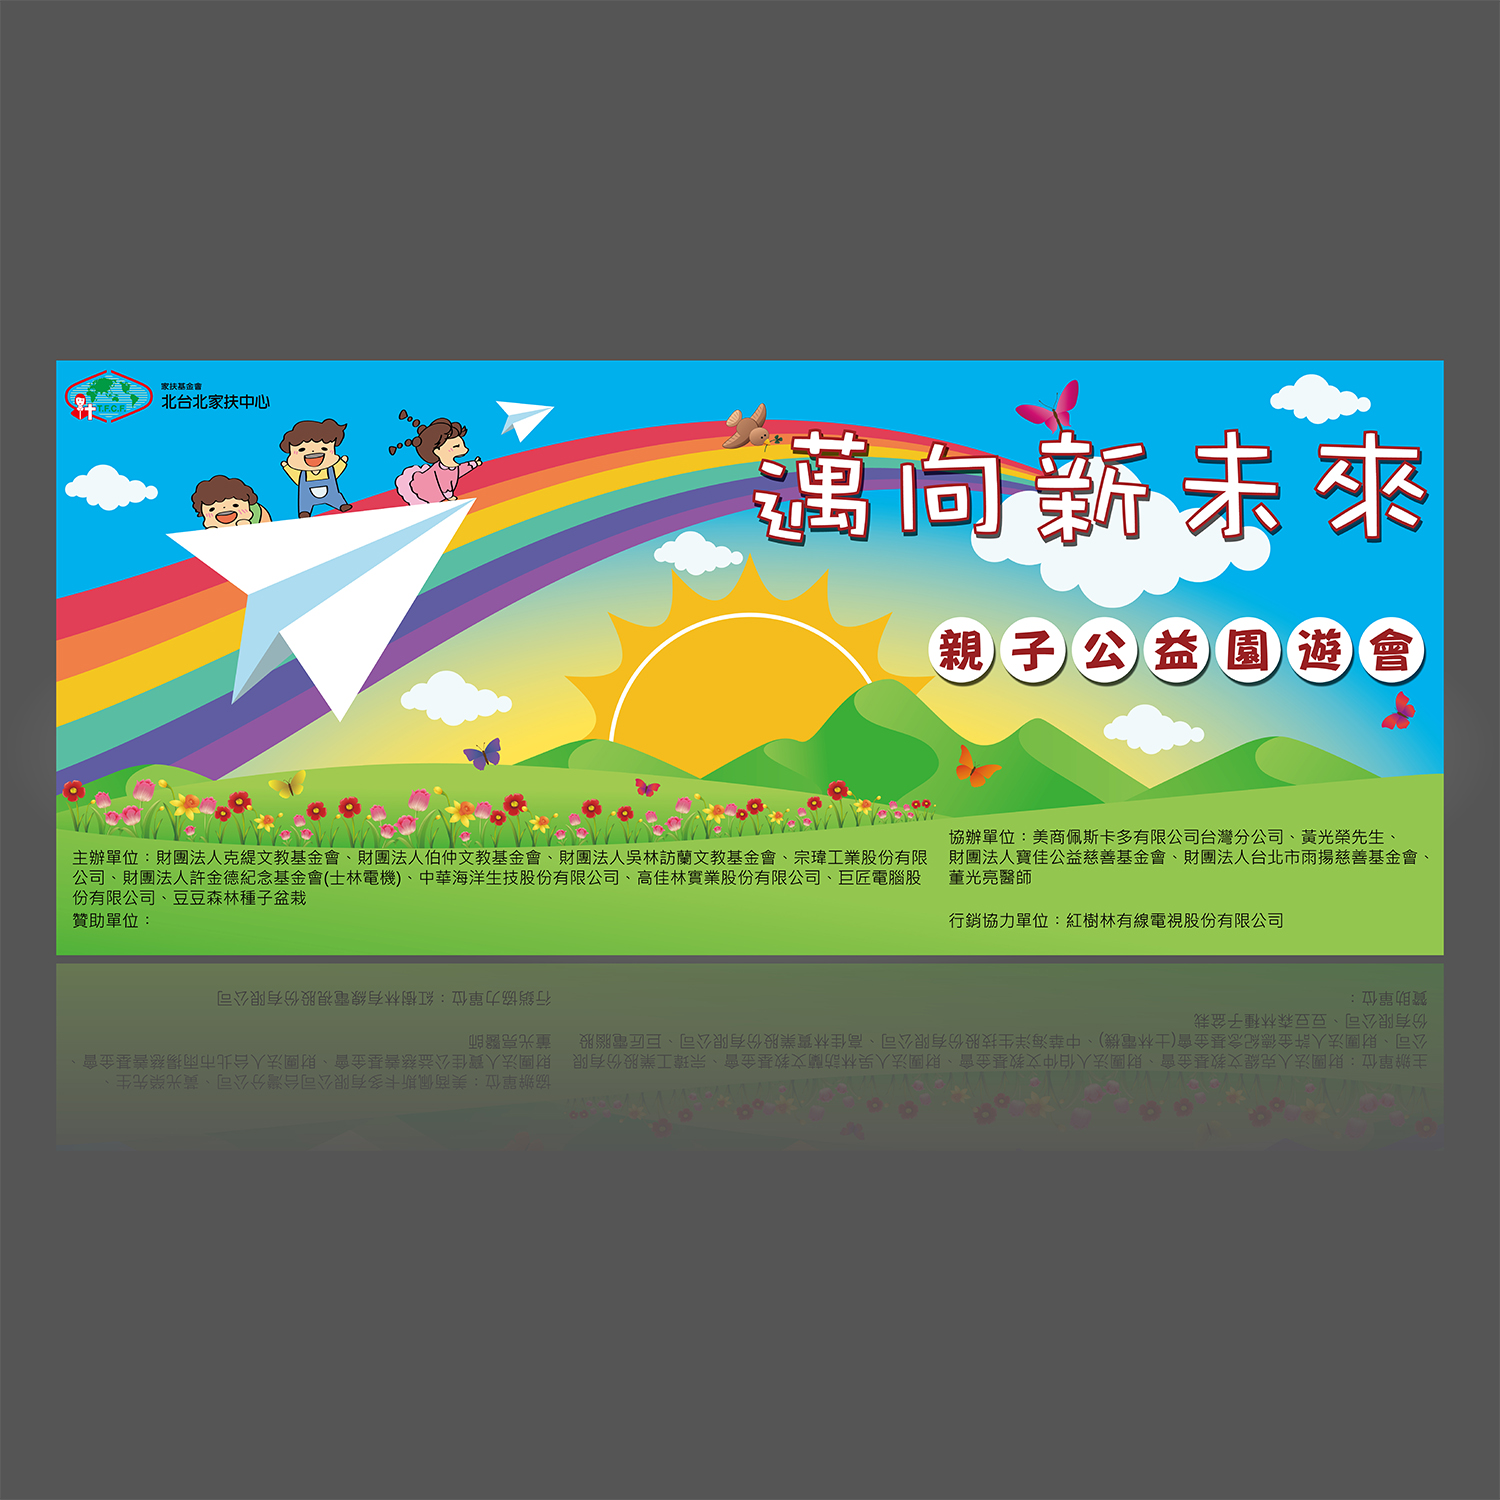 家扶基金會
北台北家扶中心
T.F.C.F.
邁向新未來
親子公益園遊會
主辦單位：財團法人克緹文教基金會、財團法人伯仲文教基金會、財團法人吳林訪蘭文教基金會、宗瑋工業股份有限
公司、財團法人許金德紀念基金會(士林電機)、中華海洋生技股份有限公司、高佳林實業股份有限公司、巨匠電腦股
份有限公司、豆豆森林種子盆栽
贊助單位：
協辦單位：美商佩斯卡多有限公司台灣分公司、黃光榮先生、
財團法人寶佳公益慈善基金會、財團法人台北市雨揚慈善基金會、
董光亮醫師
行銷協力單位：紅樹林有線電視股份有限公司